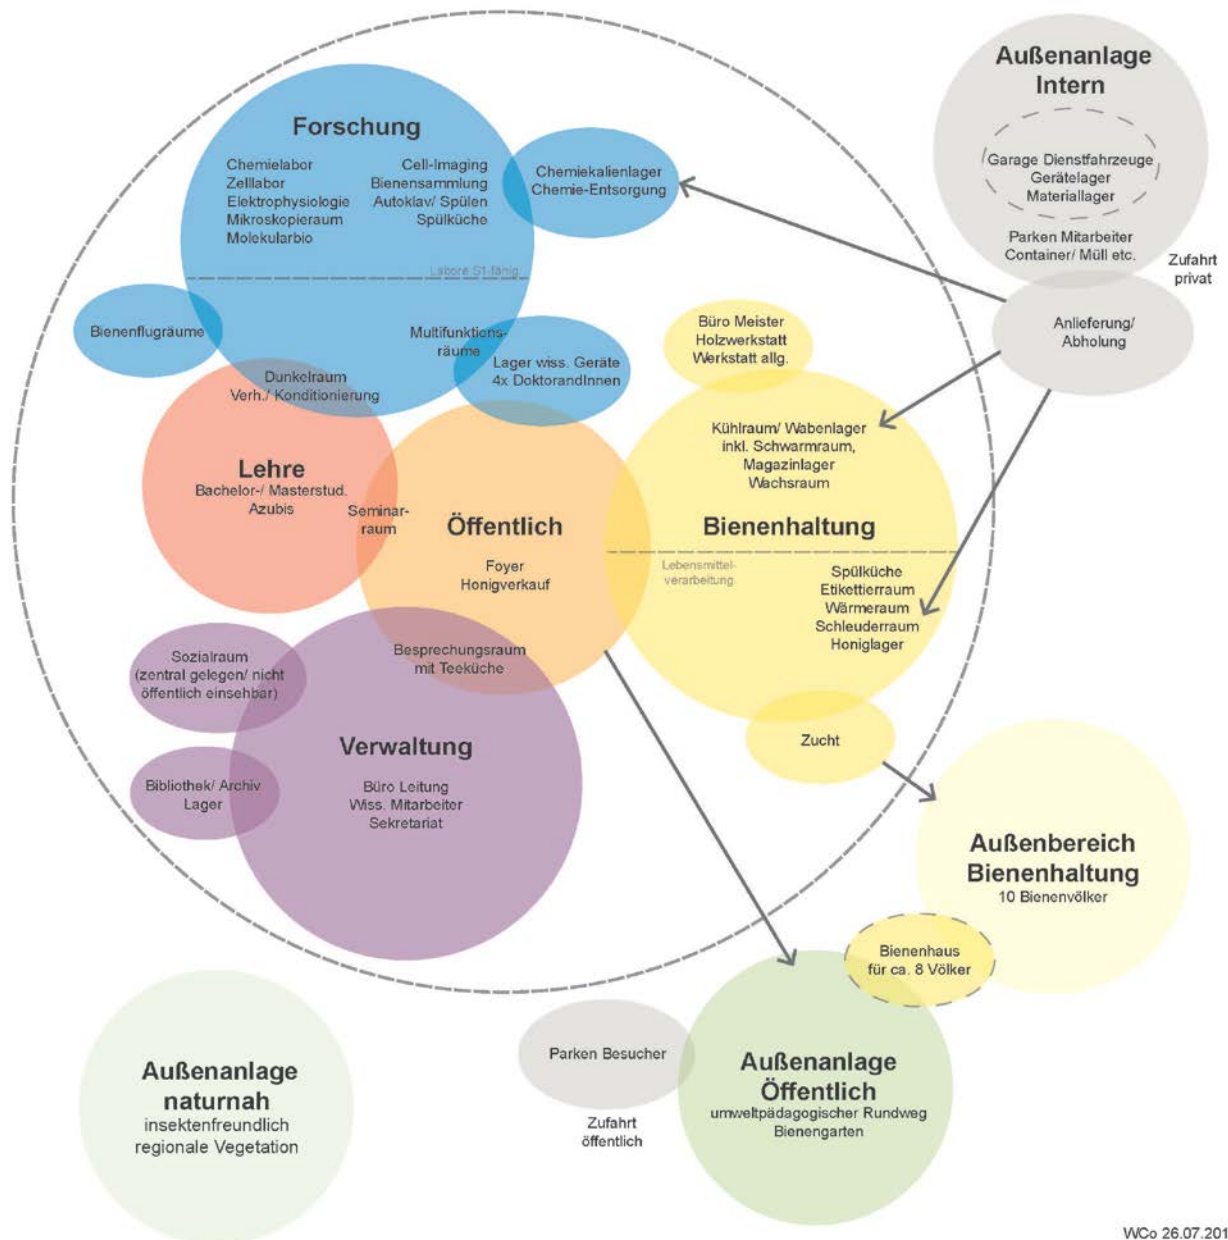 Außenanlage
Intern
Garage Dienstfahrzeuge
Gerätelager
Materiallager
Parken Mitarbeiter
Container/ Müll etc.
Zufahrt
privat
Anlieferung/
Abholung
Forschung
Chemielabor
Zelllabor
Elektrophysiologie
Mikroskopieraum
Molekularbio
Cell-Imaging
Bienensammlung
Autoklav/ Spülen
Spülküche
Chemiekalienlager
Chemie-Entsorgung
Labore S1-fähig
Bienenflugräume
Multifunktions-
räume
Lager wiss. Geräte
4x DoktorandInnen
Büro Meister
Holzwerkstatt
Werkstatt allg.
Dunkelraum
Verh./ Konditionierung
Lehre
Bachelor-/ Masterstud.
Azubis
Seminar-
raum
Öffentlich
Foyer
Honigverkauf
Kühlraum/ Wabenlager
inkl. Schwarmraum,
Magazinlager
Wachsraum
Bienenhaltung
Lebensmittel-
verarbeitung
Spülküche
Etikettierraum
Wärmeraum
Schleuderraum
Honiglager
Sozialraum
(zentral gelegen/ nicht
öffentlich einsehbar)
Besprechungsraum
mit Teeküche
Verwaltung
Büro Leitung
Wiss. Mitarbeiter
Sekretariat
Bibliothek/ Archiv
Lager
Zucht
Außenbereich
Bienenhaltung
10 Bienenvölker
Bienenhaus
für ca. 8 Völker
Parken Besucher
Zufahrt
öffentlich
Außenanlage
Öffentlich
umweltpädagogischer Rundweg
Bienengarten
Außenanlage
naturnah
insektenfreundlich
regionale Vegetation
WCo 26.07.201